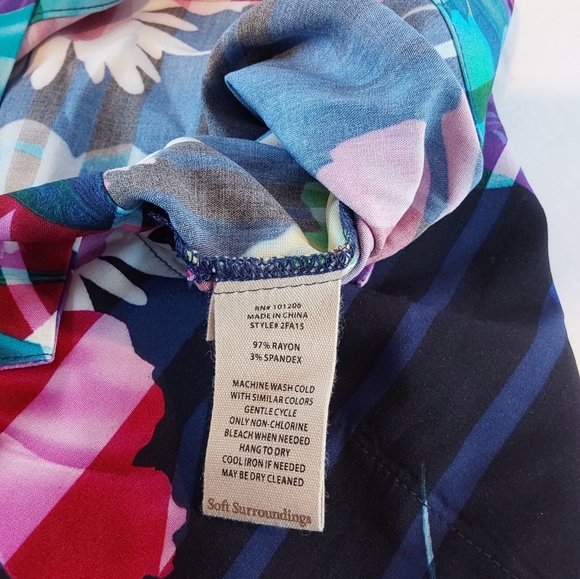 RN# 101206
MADE IN CHINA
STYLE# 2FA15
97% RAYON
3% SPANDEX
MACHINE WASH COLD
WITH SIMILAR COLORS
GENTLE CYCLE
ONLY NON-CHLORINE
BLEACH WHEN NEEDED
HANG TO DRY
COOL IRON IF NEEDED
MAY BE DRY CLEANED
Soft Surroundings